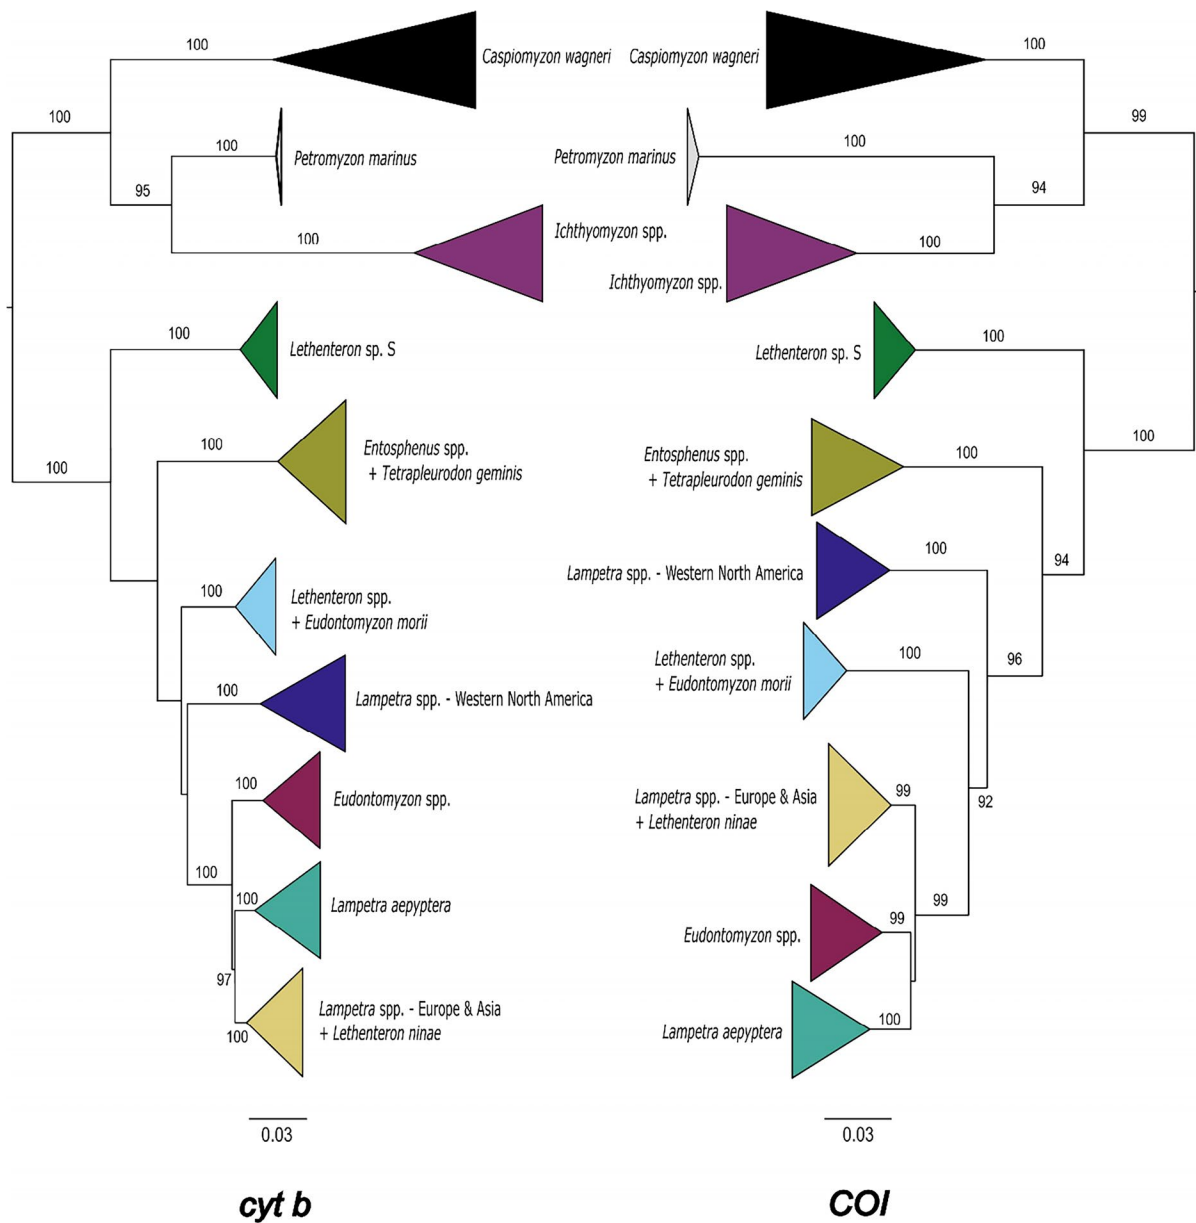 100
Caspiomyzon wagneri
100
100
Petromyzon marinus
95
100
Ichthyomyzon spp.
100
Lethenteron sp. S
100
100
Entosphenus spp.
+ Tetrapleurodon geminis
100
Lethenteron spp.
+ Eudontomyzon morii
100
Lampetra spp. - Western North America
100
Eudontomyzon spp.
100
100
Lampetra aepyptera
97
100
Lampetra spp. - Europe & Asia
+ Lethenteron ninae
0.03
cyt b
Caspiomyzon wagneri
100
99
Petromyzon marinus
100
94
Ichthyomyzon spp.
100
Lethenteron sp. S
100
100
Entosphenus spp.
+ Tetrapleurodon geminis
100
94
Lampetra spp. - Western North America
100
96
Lethenteron spp.
+ Eudontomyzon morii
100
92
Lampetra spp. - Europe & Asia
+ Lethenteron ninae
99
99
Eudontomyzon spp.
99
Lampetra aepyptera
100
0.03
COI